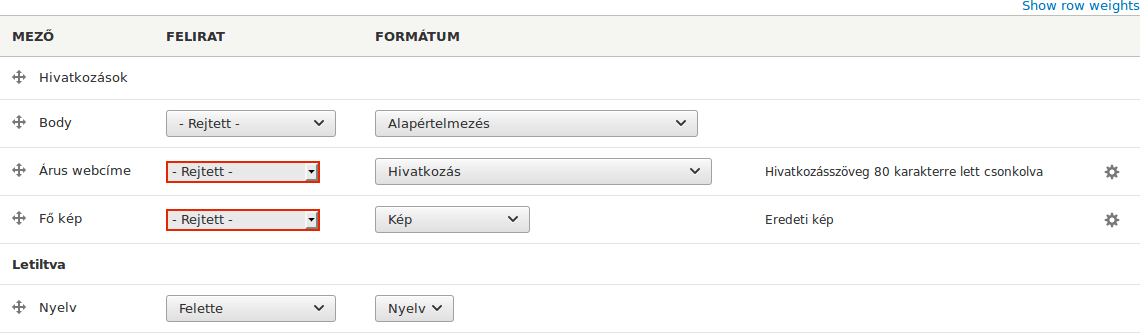 Show row weights
MEZŐ FELIRAT FORMÁTUM
Hivatkozások
Body - Rejtett - Alapértelmezés
Árus webcíme - Rejtett - Hivatkozás Hivatkozásszöveg 80 karakterre lett csonkolva
Fő kép - Rejtett - Kép Eredeti kép
Letiltva
Nyelv Felette Nyelv